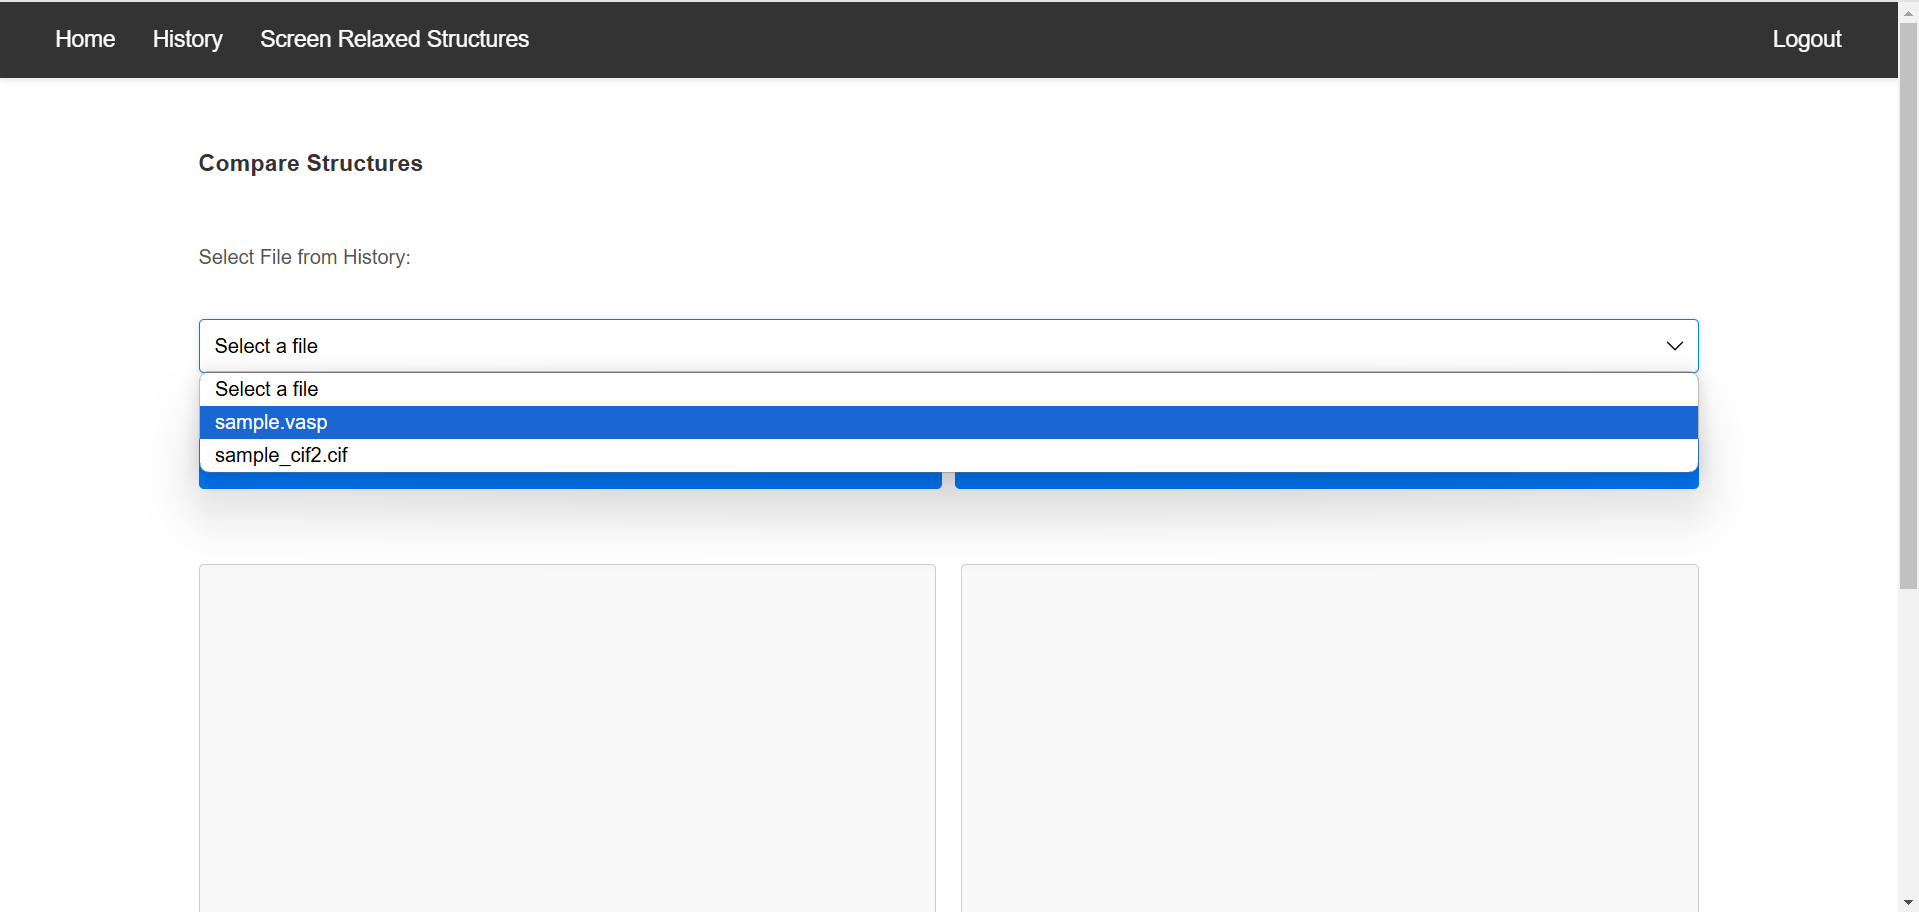 Home History Screen Relaxed Structures Logout
Compare Structures
Select File from History:
Select a file
Select a file
sample.vasp
sample_cif2.cif